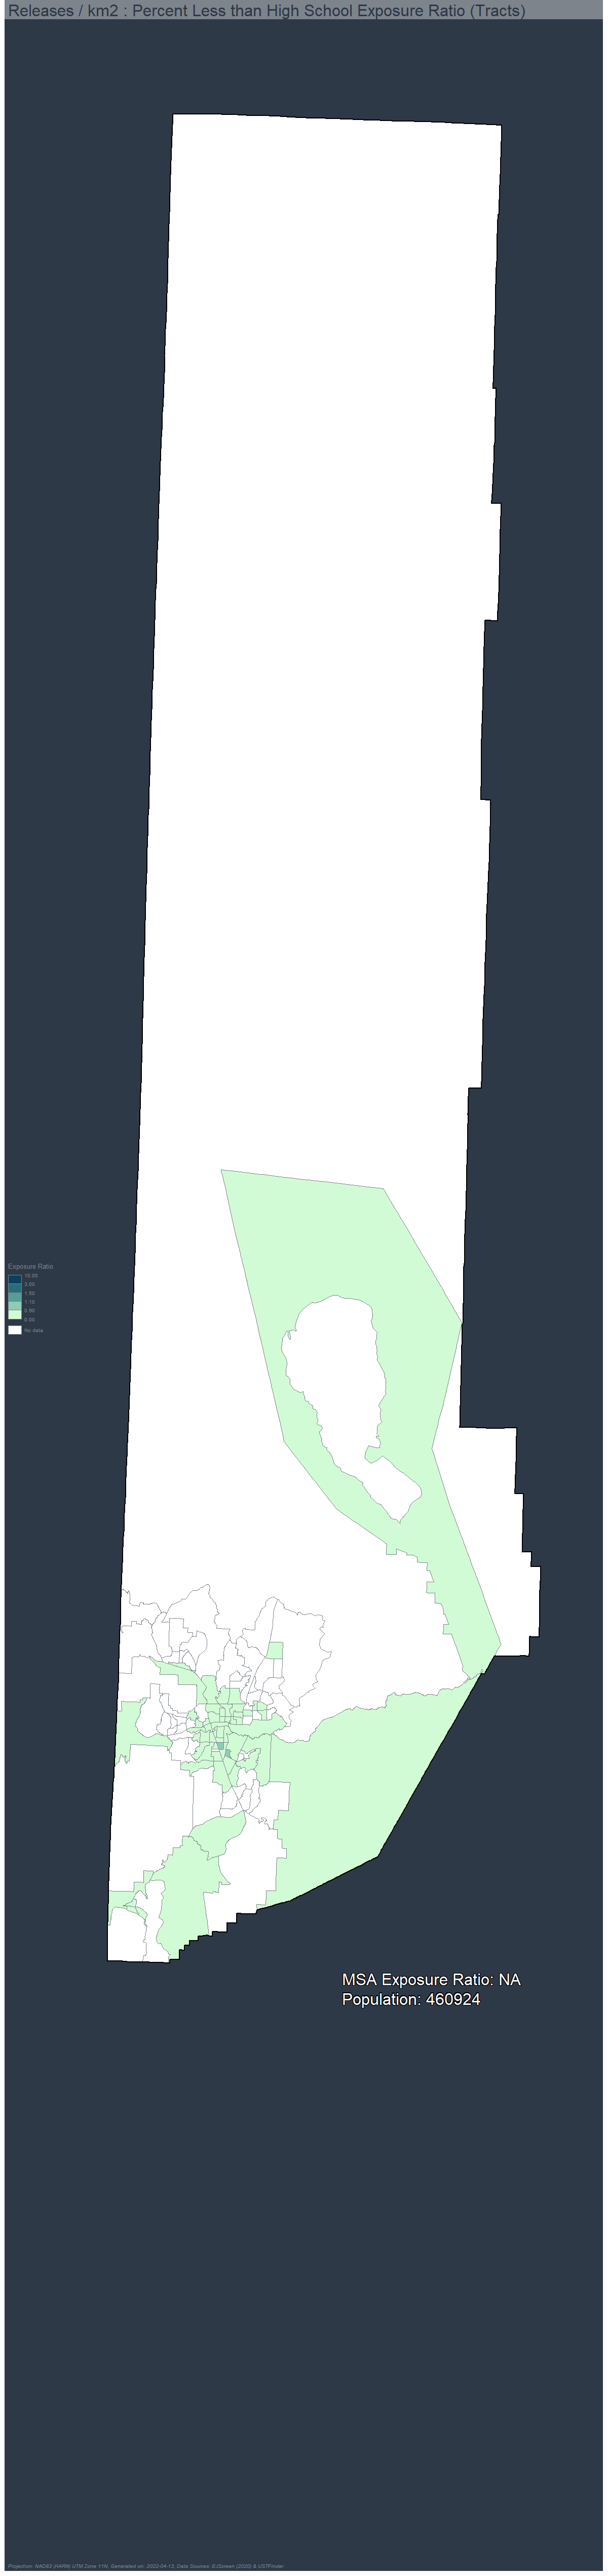 Releases / km2 : Percent Less than High School Exposure Ratio (Tracts)
Exposure Ratio
10.00
2.00
1.50
1.10
0.90
0.00
No data
MSA Exposure Ratio: NA
Population: 460924
Projection: NAD83 (HARN) UTM Zone 11N, Generated on: 2022-04-13, Data Sources: EJScreen (2020) & USTFinder